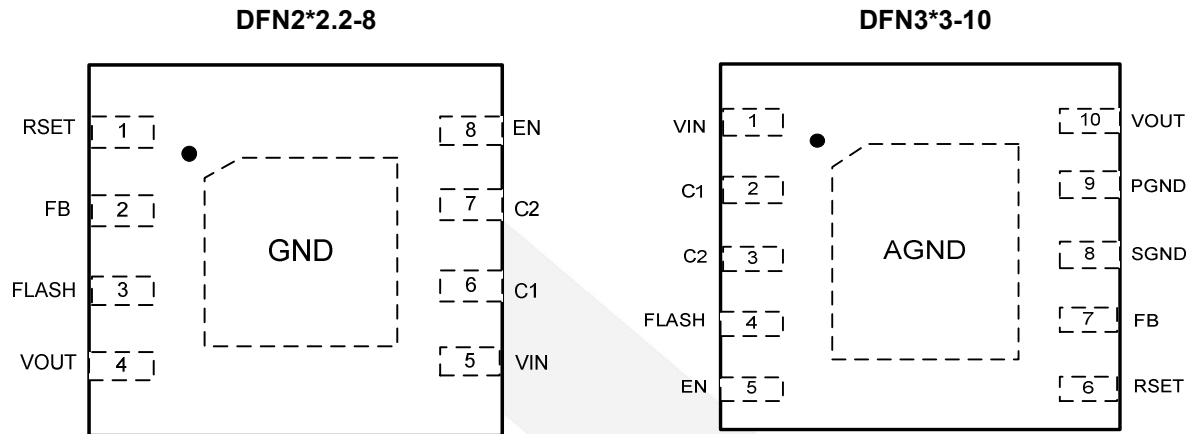 DFN2*2.2-8
RSET 1
FB 2
FLASH 3
VOUT 4
GND
8 EN
7 C2
6 C1
5 VIN
DFN3*3-10
VIN 1
C1 2
C2 3
FLASH 4
EN 5
AGND
10 VOUT
9 PGND
8 SGND
7 FB
6 RSET